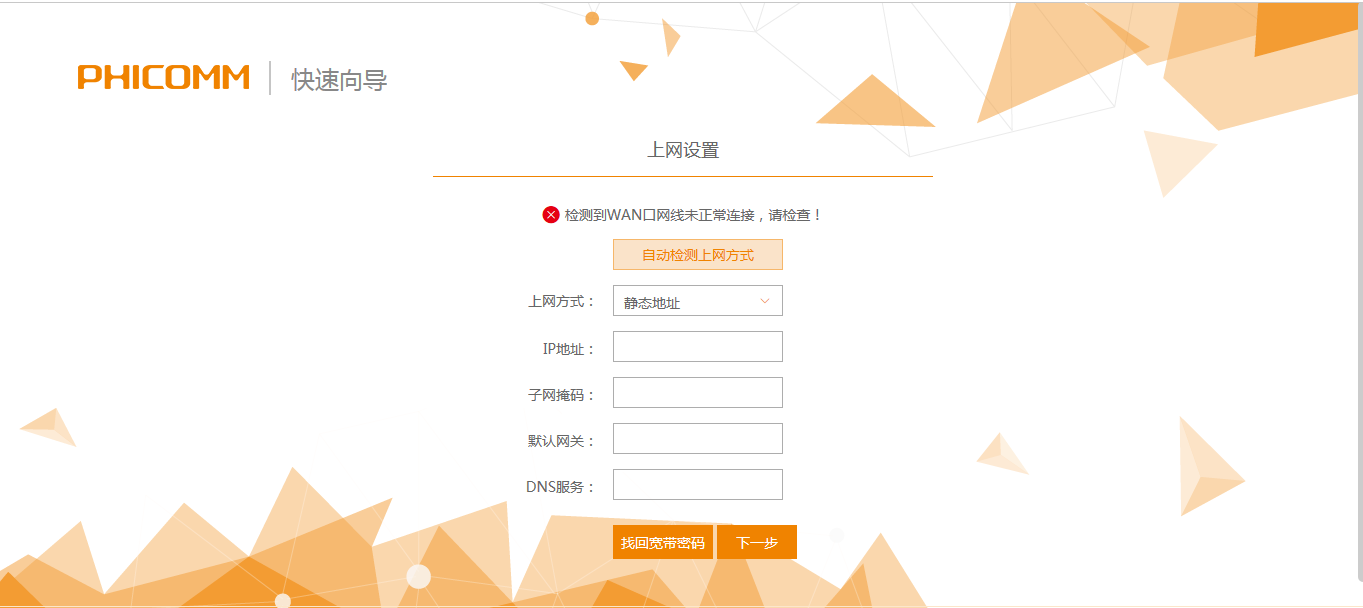 PHICOMM 快速向导
上网设置
检测到WAN口网线未正常连接，请检查！
自动检测上网方式
上网方式： 静态地址
IP地址：
子网掩码：
默认网关：
DNS服务：
找回宽带密码 下一步